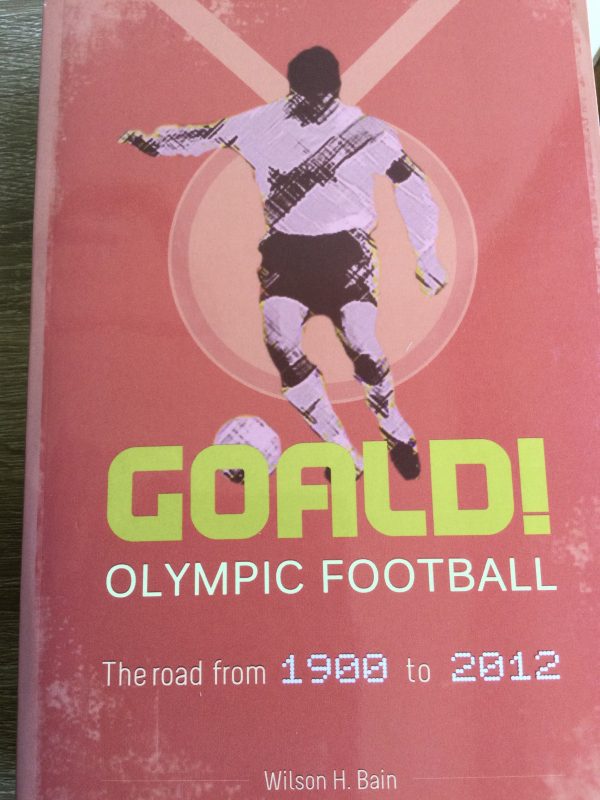 GOALD!
OLYMPIC FOOTBALL
The road from 1900 to 2012
Wilson H. Bain